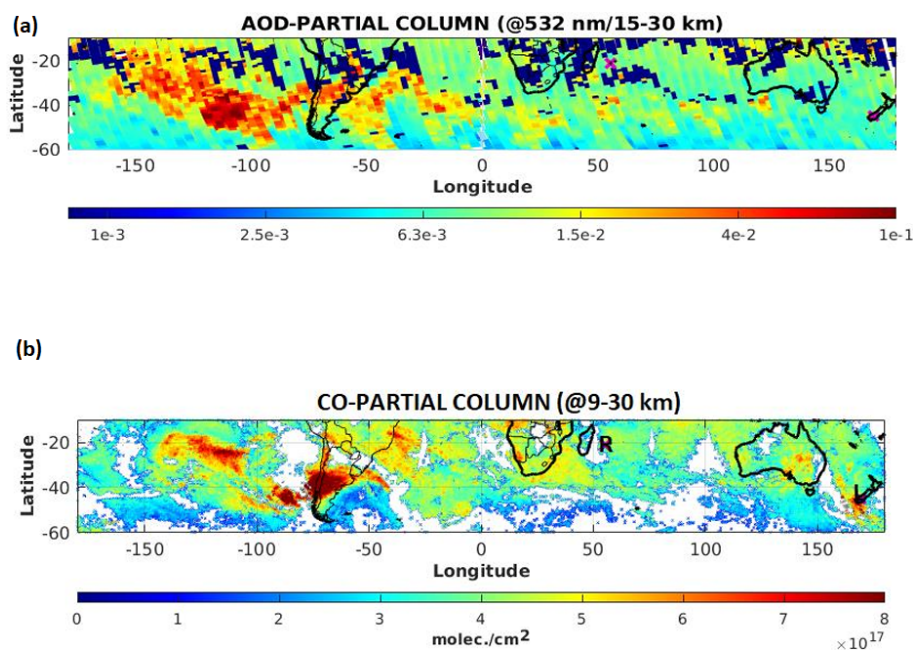 (a)
AOD-PARTIAL COLUMN (@532 nm/15-30 km)
Latitude
-20
-40
-60
-150 -100 -50 0 50 100 150
Longitude
1e-3 2.5e-3 6.3e-3 1.5e-2 4e-2 1e-1
(b)
CO-PARTIAL COLUMN (@9-30 km)
Latitude
-20
-40
-60
R
L
-150 -100 -50 0 50 100 150
Longitude
0 1 2 3 4 5 6 7 8
molec./cm²
×10¹⁷